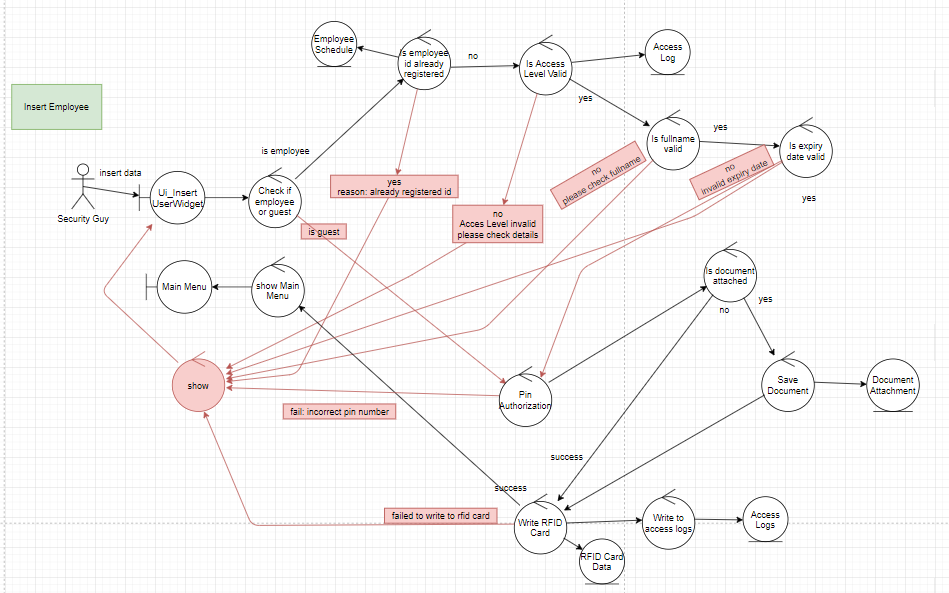 Employee
Schedule
Is employee
id already
registered
no
Is Access
Level Valid
Access
Log
yes
Insert Employee
Is fullname
valid
yes
Is expiry
date valid
is employee
no
please check fullname
no
invalid expiry date
insert data
Security Guy
Ui_Insert
UserWidget
Check if
employee
or guest
yes
reason: already registered id
yes
is guest
no
Acces Level invalid
please check details
Main Menu
show Main
Menu
Is document
attached
no
yes
show
Pin
Authorization
Save
Document
Document
Attachment
fail: incorrect pin number
success
success
failed to write to rfid card
Write RFID
Card
Write to
access logs
Access
Logs
RFID Card
Data